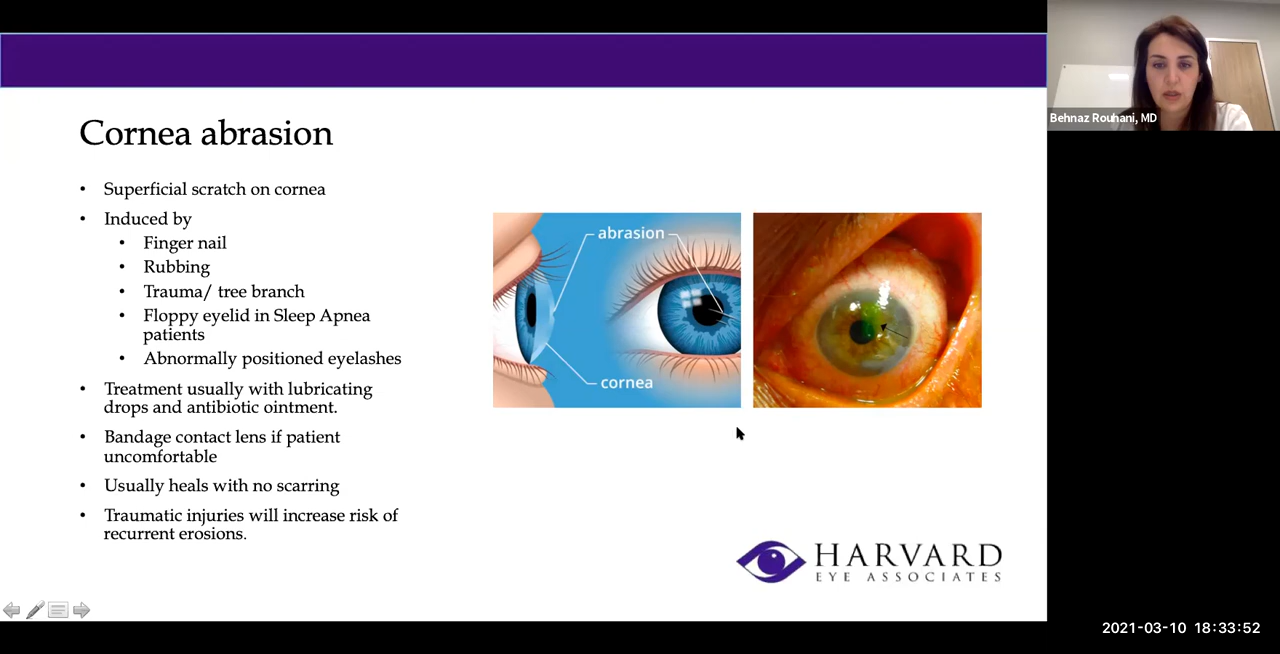 Cornea abrasion
• Superficial scratch on cornea
• Induced by
• Finger nail
• Rubbing
• Trauma/ tree branch
• Floppy eyelid in Sleep Apnea
patients
• Abnormally positioned eyelashes
• Treatment usually with lubricating
drops and antibiotic ointment.
• Bandage contact lens if patient
uncomfortable
• Usually heals with no scarring
• Traumatic injuries will increase risk of
recurrent erosions.
abrasion
cornea
HARVARD
EYE ASSOCIATES
Behnaz Rouhani, MD
2021-03-10 18:33:52